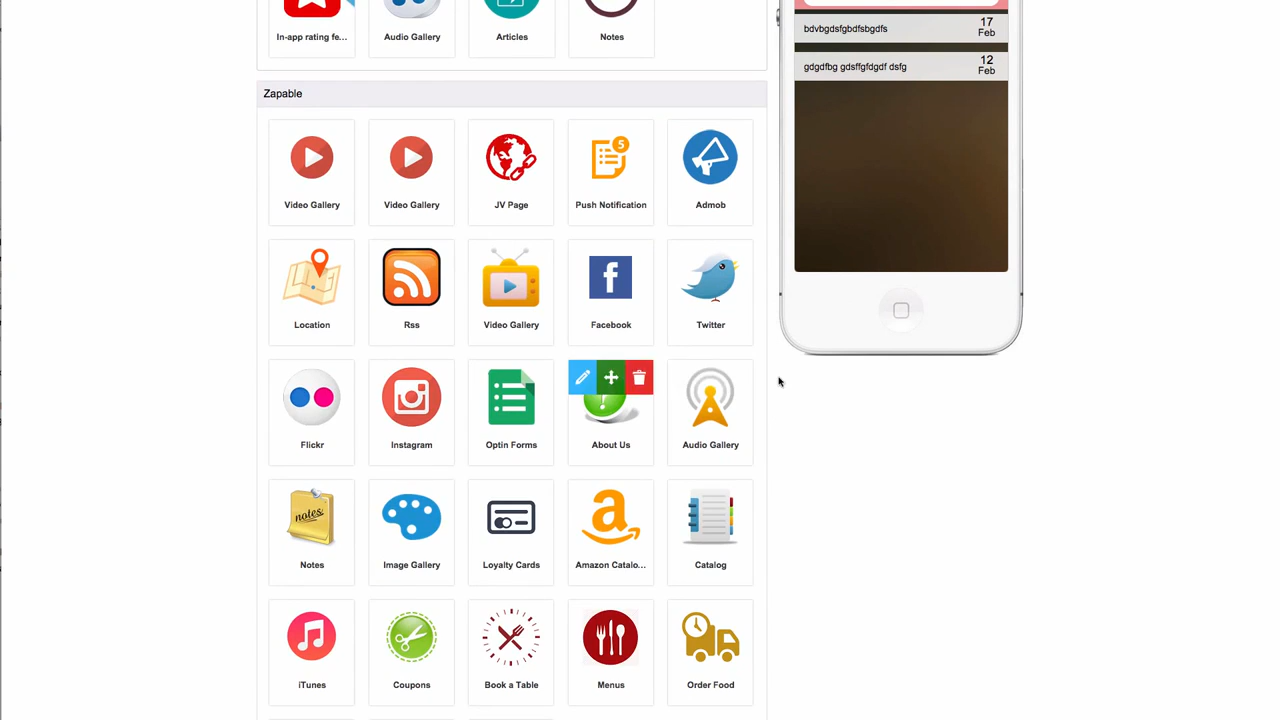 In-app rating fe...
Audio Gallery
Articles
Notes
bdvbgdsfgbdfsbgdfs
17
Feb
gdgdfbg gdsffgfdgdf dsfg
12
Feb
Zapable
Video Gallery
Video Gallery
JV Page
5
Push Notification
Admob
Location
Rss
Video Gallery
f
Facebook
Twitter
Flickr
Instagram
Optin Forms
About Us
Audio Gallery
notes
Notes
Image Gallery
Loyalty Cards
a
Amazon Catalo...
Catalog
iTunes
Coupons
Book a Table
Menus
Order Food